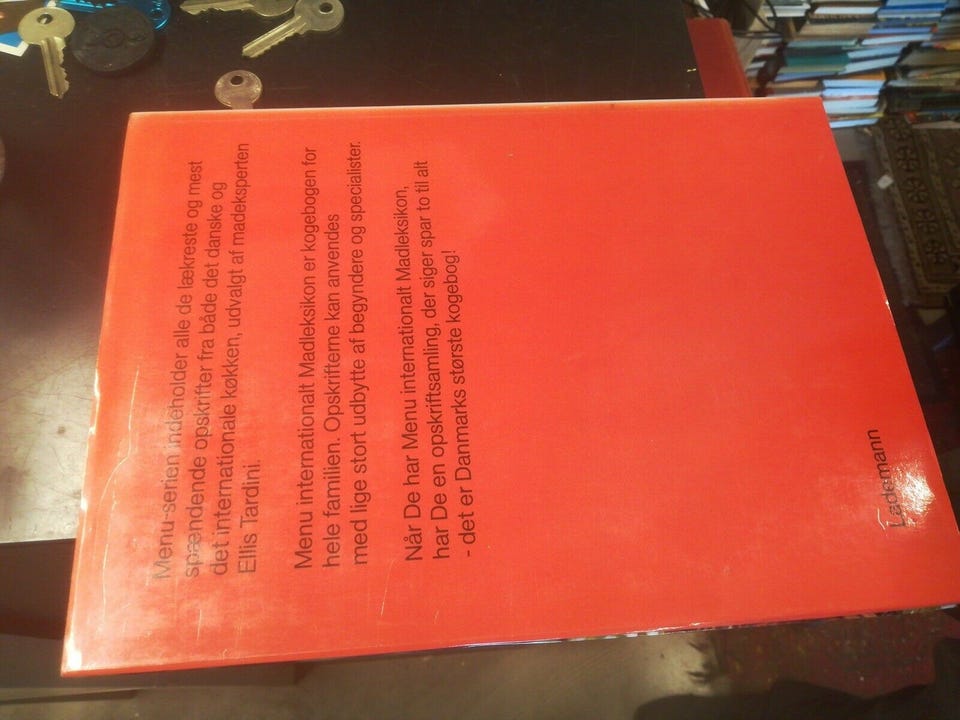 Menu-serien indeholder alle de lækreste og mest
spændende opskrifter fra både det danske og
det internationale køkken, udvalgt af madeksperten
Ellis Tardini.
Menu internationalt Madleksikon er kogebogen for
hele familien. Opskrifterne kan anvendes
med lige stort udbytte af begyndere og specialister.
Når De har Menu internationalt Madleksikon,
har De en opskriftsamling, der siger spar to til alt
- det er Danmarks største kogebog!
Lademann